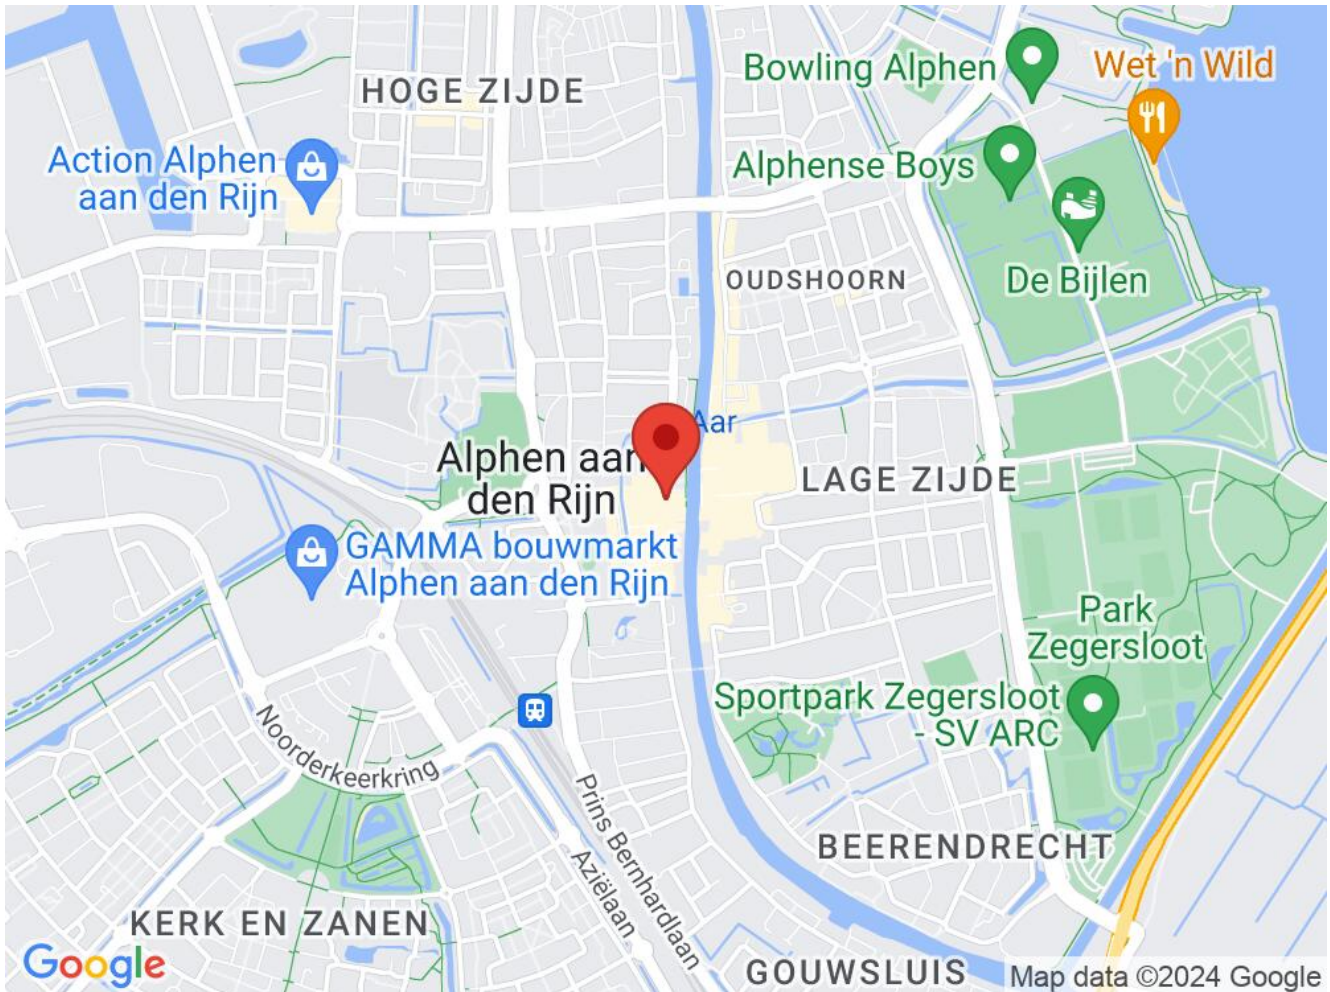 Bowling Alphen
Wet 'n Wild
HOGE ZIJDE
Action Alphen
aan den Rijn
Alphense Boys
OUDSHOORN
De Bijlen
Aar
Alphen aan
den Rijn
LAGE ZIJDE
GAMMA bouwmarkt
Alphen aan den Rijn
Park
Zegersloot
Sportpark Zegersloot
- SV ARC
Noorderkeerkring
Prins Bernhardlaan
Aziëlaan
BEERENDRECHT
KERK EN ZANEN
GOUWSLUIS
Google
Map data ©2024 Google